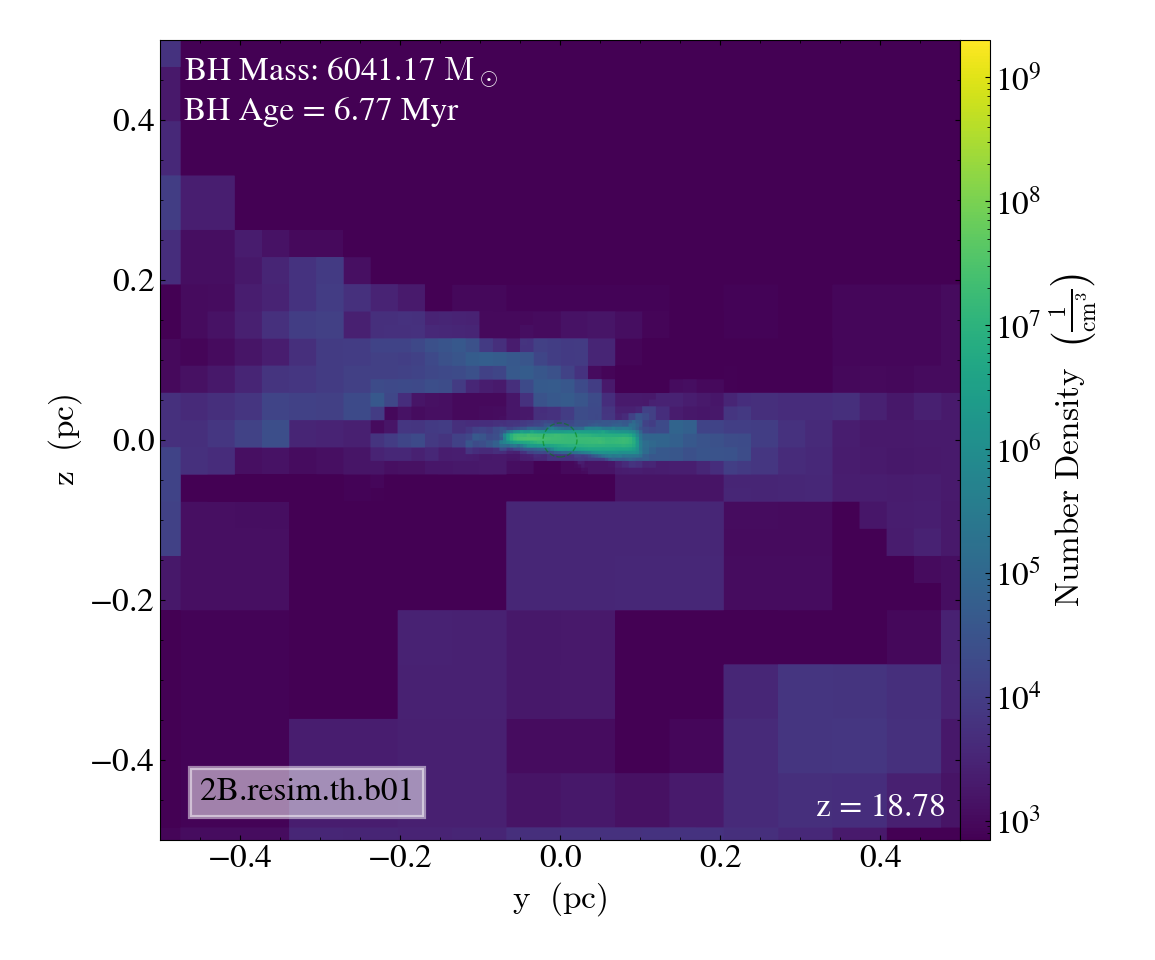 BH Mass: 6041.17 M⊙
BH Age = 6.77 Myr
0.4
0.2
0.0
−0.2
−0.4
z (pc)
2B.resim.th.b01
z = 18.78
−0.4 −0.2 0.0 0.2 0.4
y (pc)
10⁹
10⁸
10⁷
10⁶
10⁵
10⁴
10³
Number Density (1/cm³)